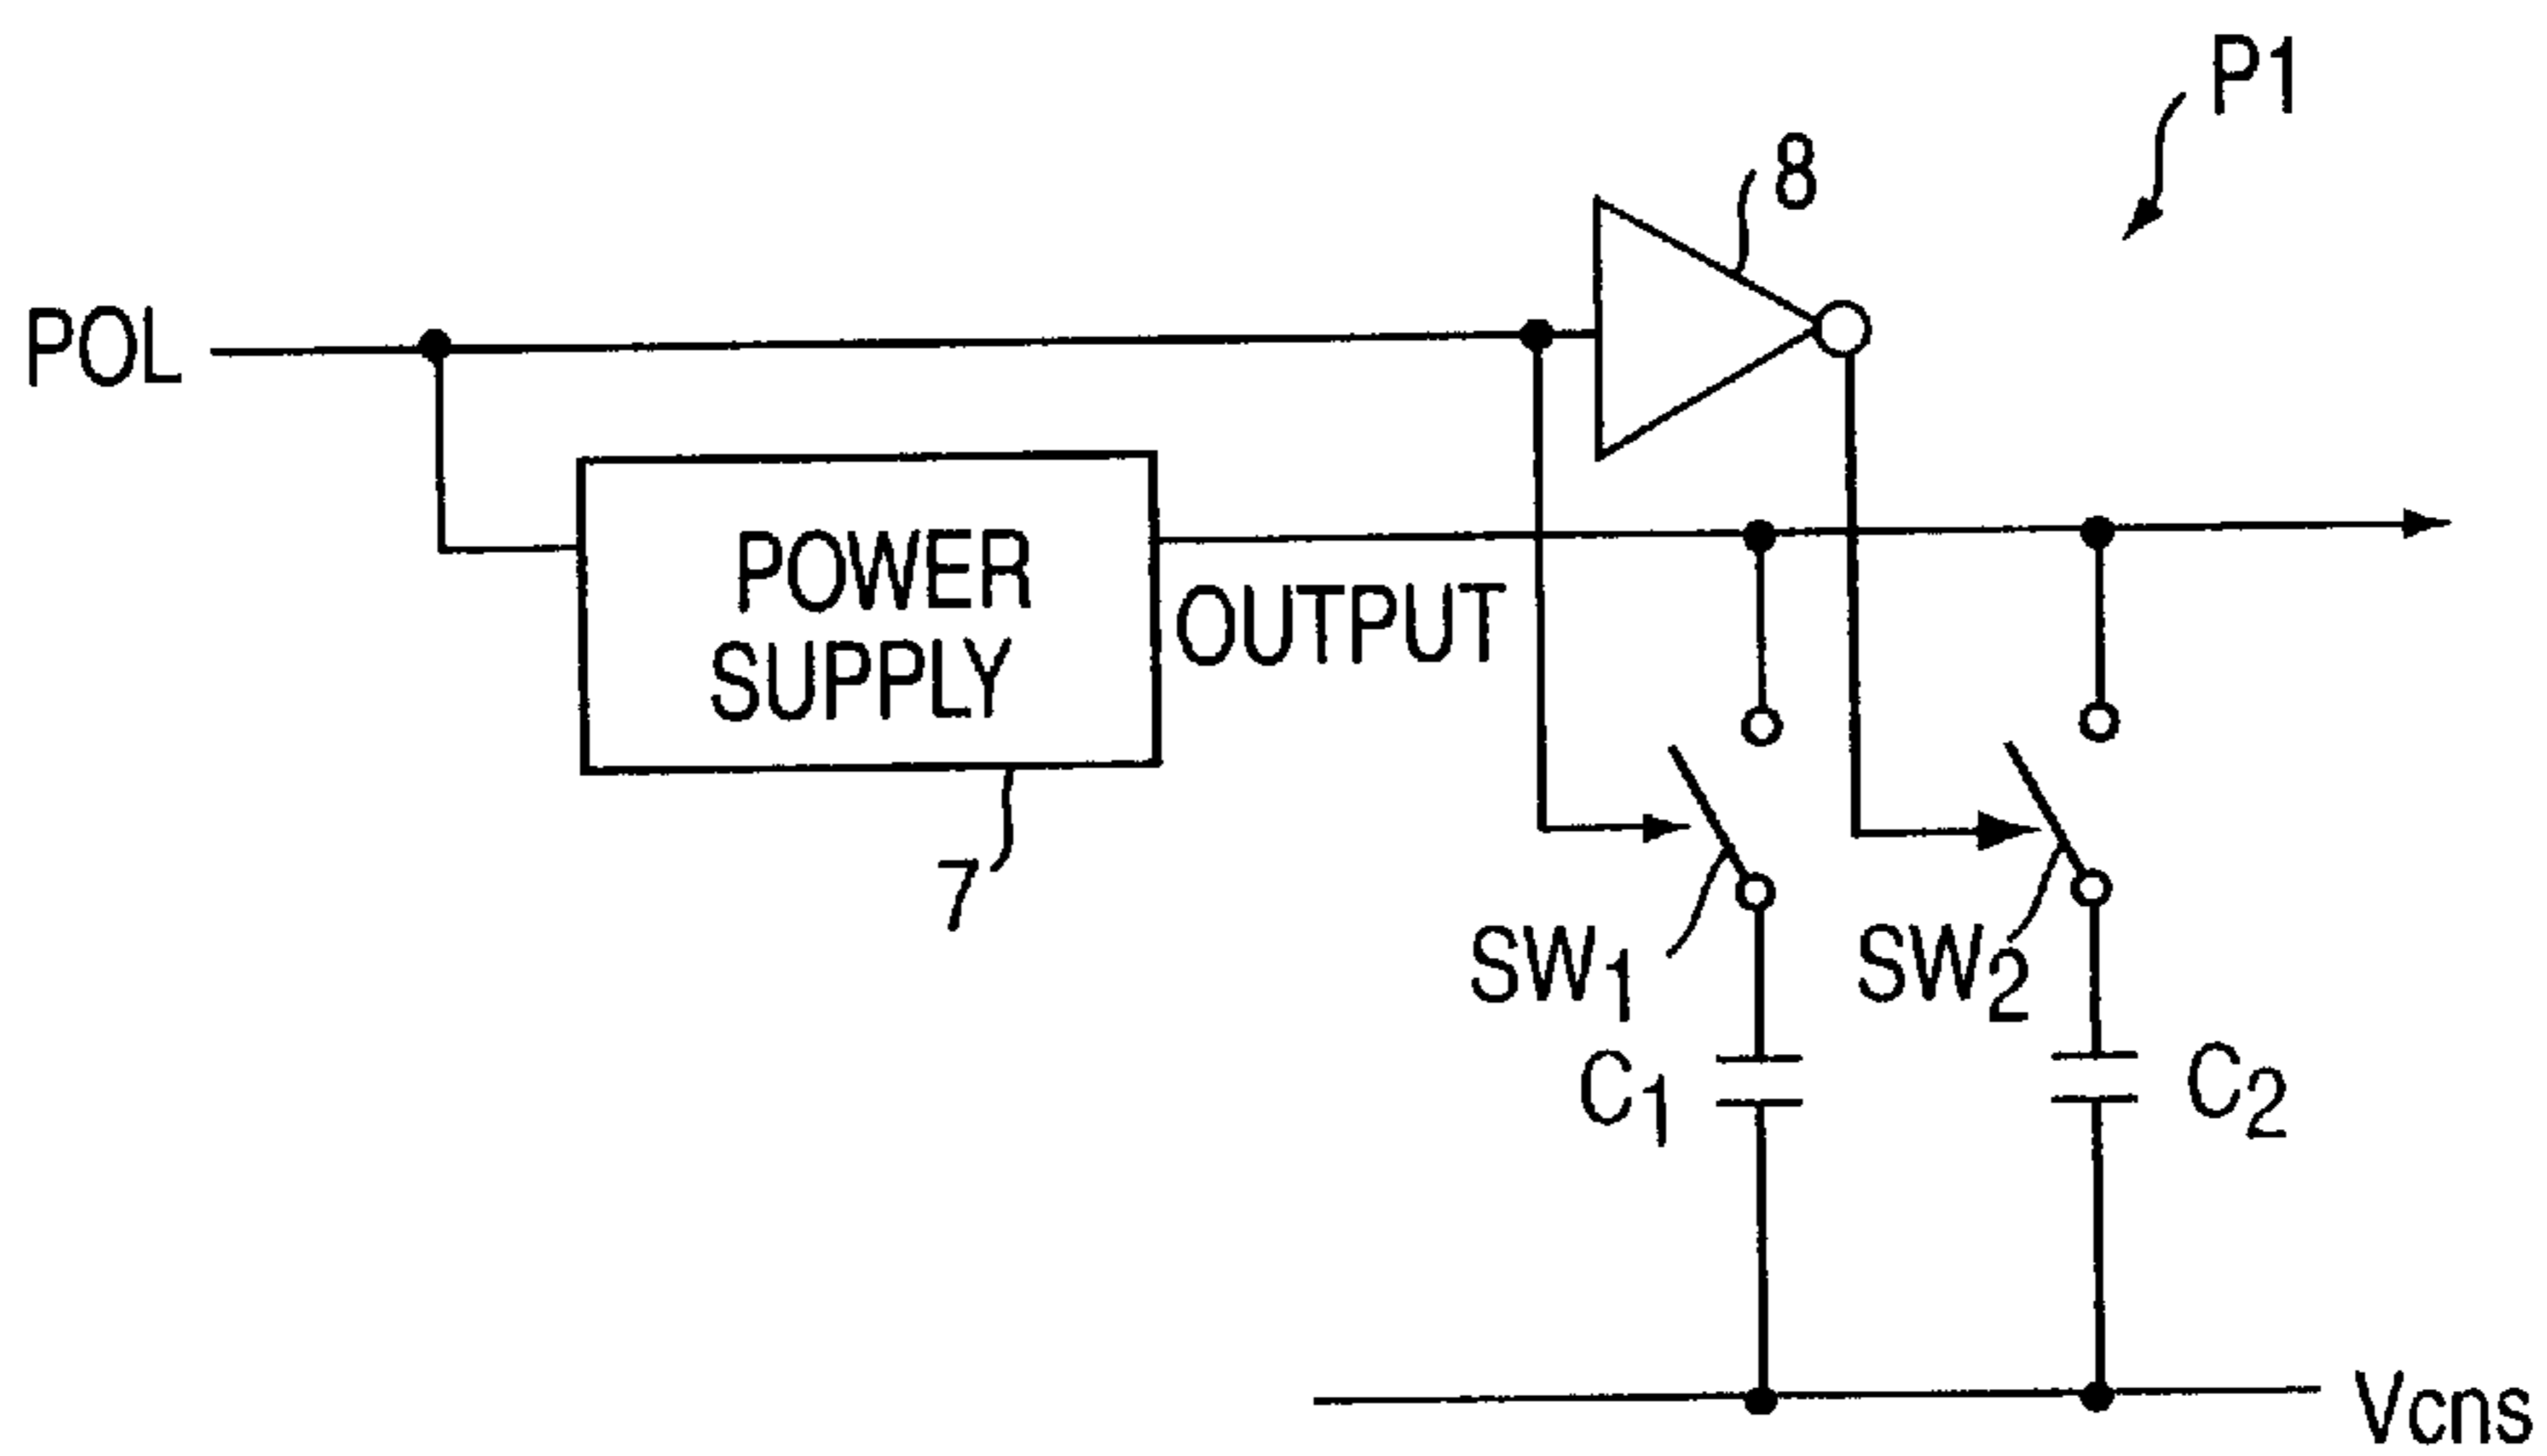 P1
8
POL
POWER
SUPPLY
OUTPUT
7
SW1
SW2
C1
C2
Vcns